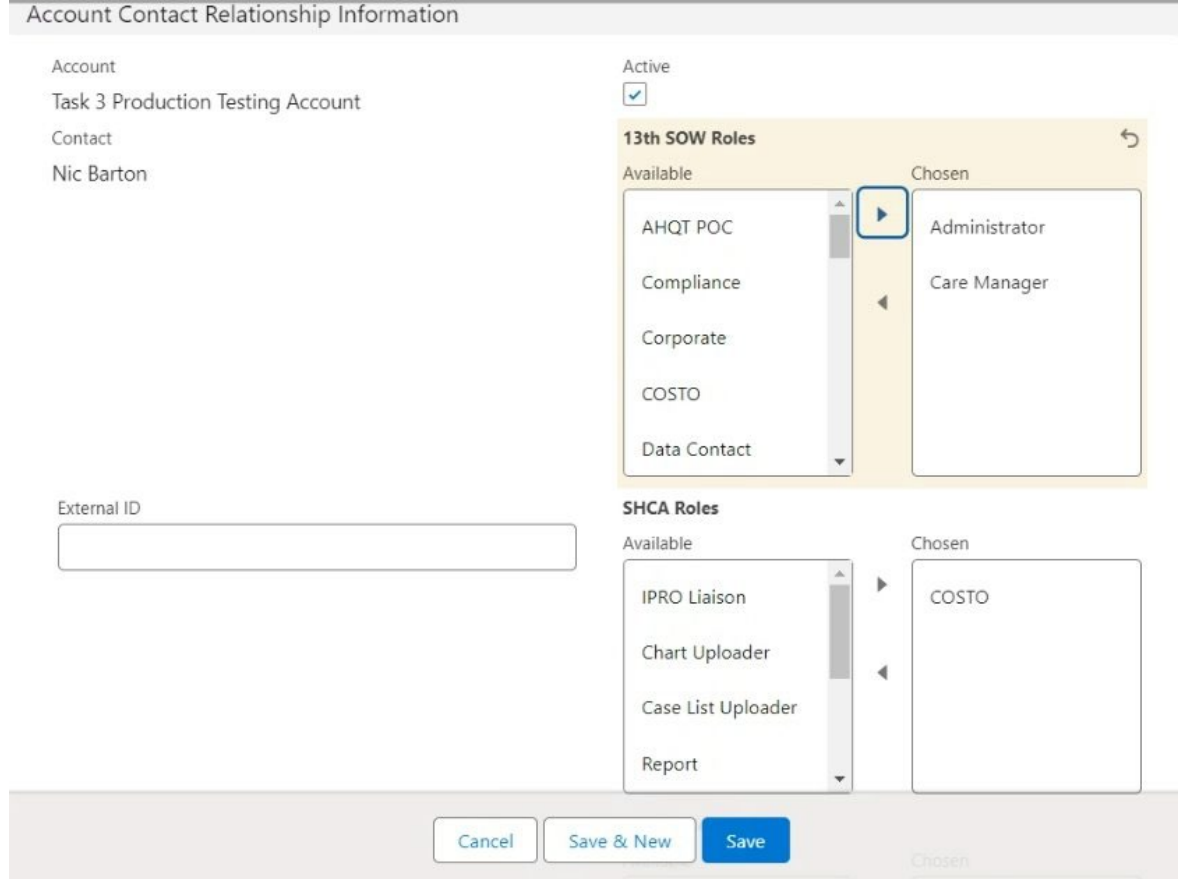 Account Contact Relationship Information
Account
Task 3 Production Testing Account
Contact
Nic Barton
Active
13th SOW Roles
Available
AHQT POC
Compliance
Corporate
COSTO
Data Contact
Chosen
Administrator
Care Manager
External ID
SHCA Roles
Available
IPRO Liaison
Chart Uploader
Case List Uploader
Report
Chosen
COSTO
Cancel
Save & New
Save
Chosen